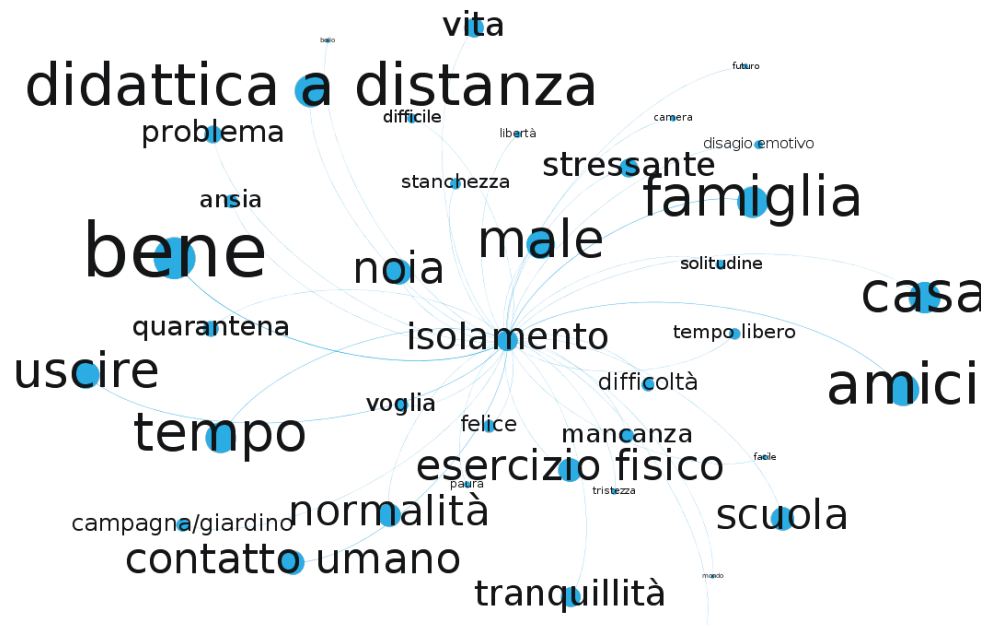 vita
bello
futuro
didattica a distanza
difficile
camera
problema
libertà
disagio emotivo
stressante
stanchezza
famiglia
ansia
bene
male
noia
solitudine
casa
quarantena
isolamento
tempo libero
uscire
difficoltà
amici
voglia
felice
tempo
mancanza
esercizio fisico
facile
paura
tristezza
normalità
scuola
campagna/giardino
contatto umano
mondo
tranquillità